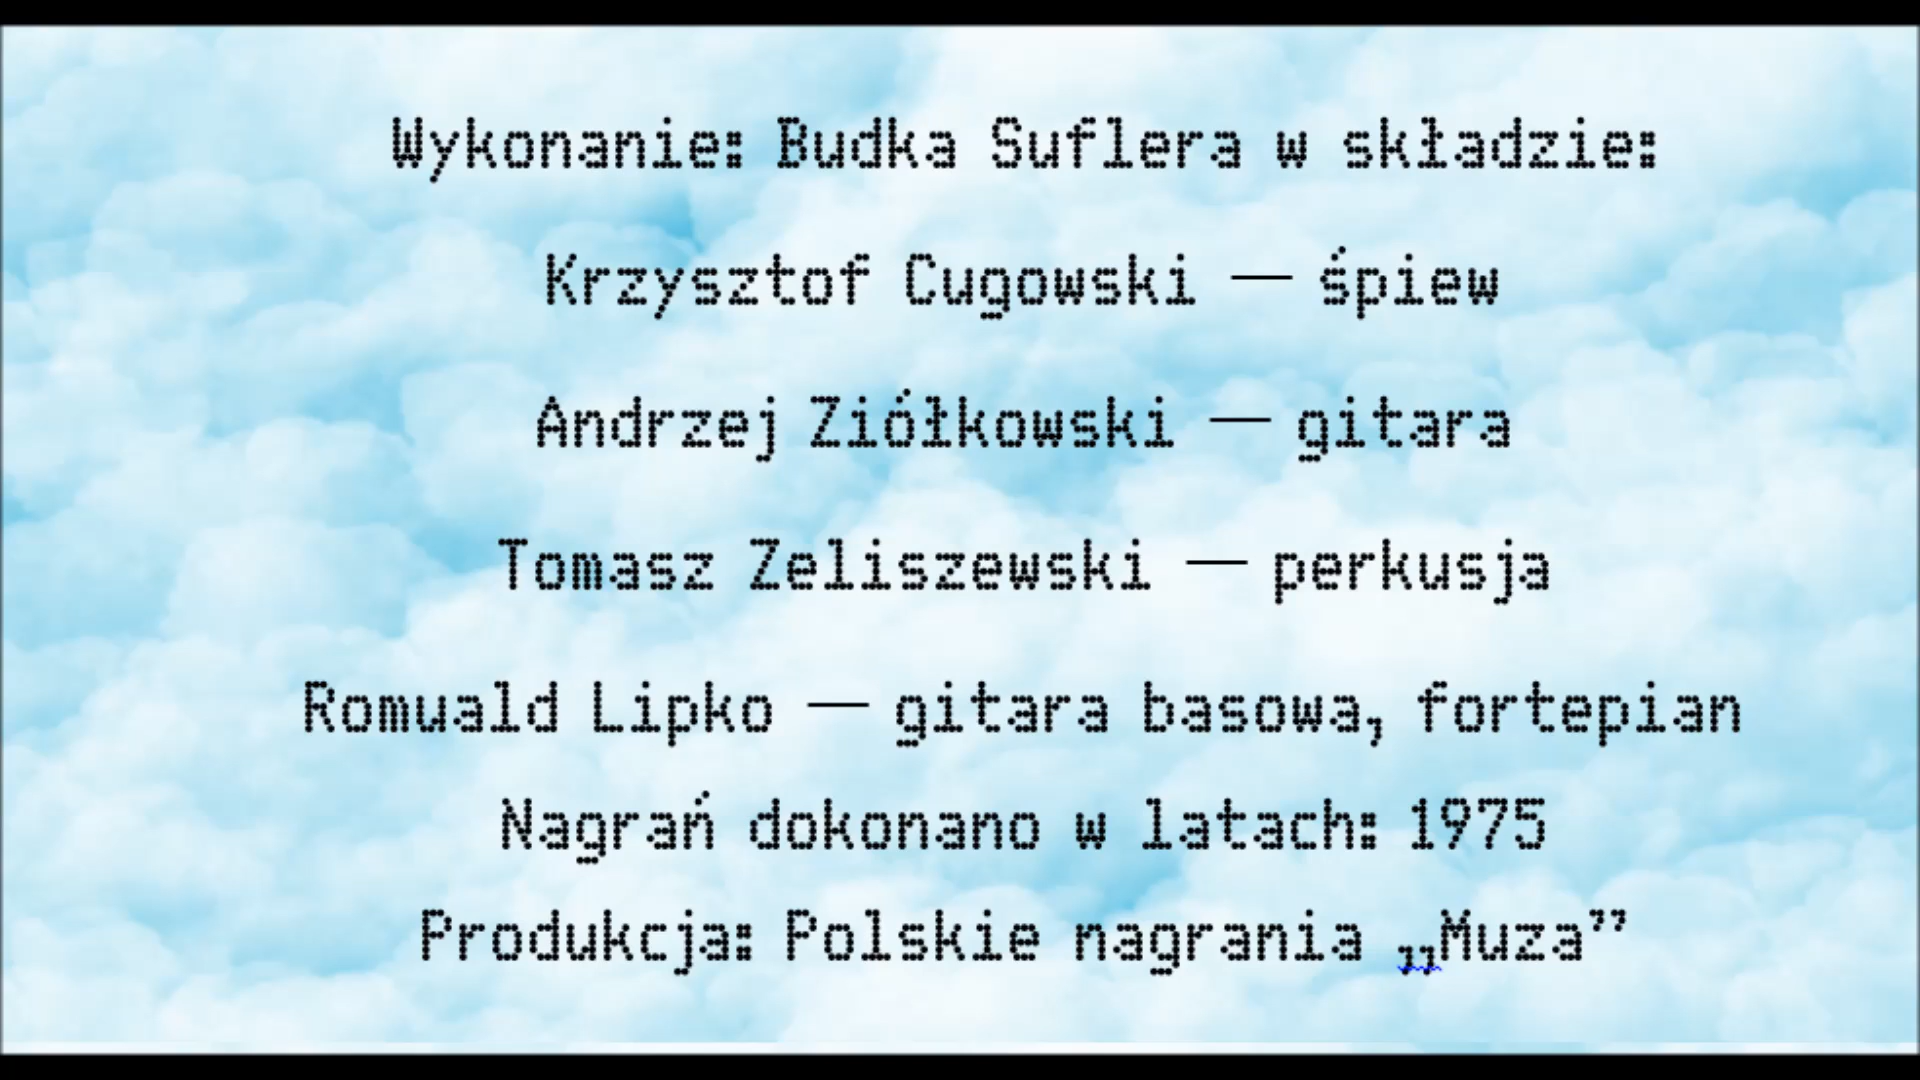 Wykonanie: Budka Suflera w składzie:
Krzysztof Cugowski — śpiew
Andrzej Ziółkowski — gitara
Tomasz Zeliszewski — perkusja
Romuald Lipko — gitara basowa, fortepian
Nagrań dokonano w latach: 1975
Produkcja: Polskie nagrania „Muza”